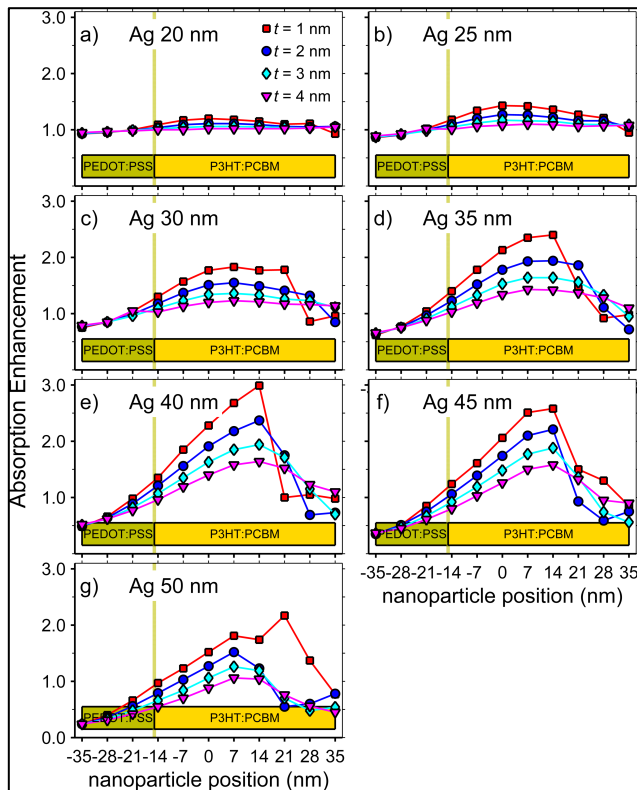 a) Ag 20 nm
t = 1 nm
t = 2 nm
t = 3 nm
t = 4 nm
3.0
2.0
1.0
PEDOT:PSS P3HT:PCBM
b) Ag 25 nm
PEDOT:PSS P3HT:PCBM
c) Ag 30 nm
3.0
2.0
1.0
PEDOT:PSS P3HT:PCBM
d) Ag 35 nm
PEDOT:PSS P3HT:PCBM
Absorption Enhancement
e) Ag 40 nm
3.0
2.0
1.0
PEDOT:PSS P3HT:PCBM
f) Ag 45 nm
PEDOT:PSS P3HT:PCBM
-35 -28 -21 -14 -7 0 7 14 21 28 35
nanoparticle position (nm)
g) Ag 50 nm
3.0
2.0
1.0
0.0
PEDOT:PSS P3HT:PCBM
-35 -28 -21 -14 -7 0 7 14 21 28 35
nanoparticle position (nm)